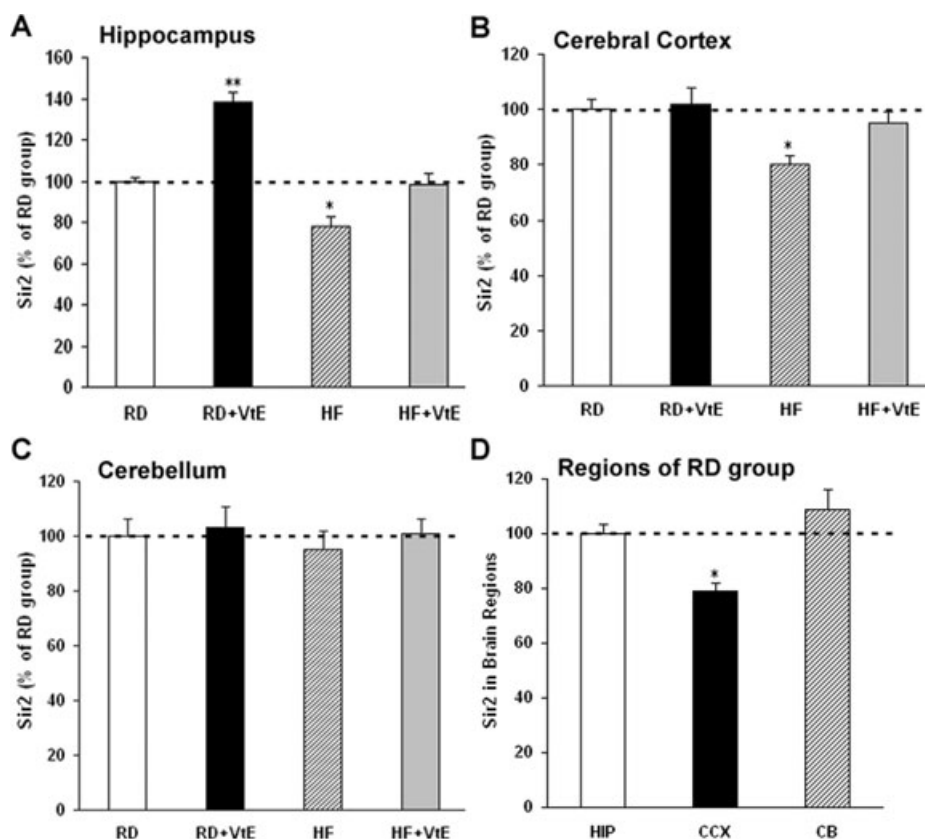 A
Hippocampus
160
140
120
100
80
60
40
20
0
Sir2 (% of RD group)
**
*
RD RD+VtE HF HF+VtE
B
Cerebral Cortex
120
100
80
60
40
20
0
Sir2 (% of RD group)
*
RD RD+VtE HF HF+VtE
C
Cerebellum
120
100
80
60
40
20
0
Sir2 (% of RD group)
RD RD+VtE HF HF+VtE
D
Regions of RD group
120
100
80
60
40
20
0
Sir2 in Brain Regions
*
HIP CCX CB